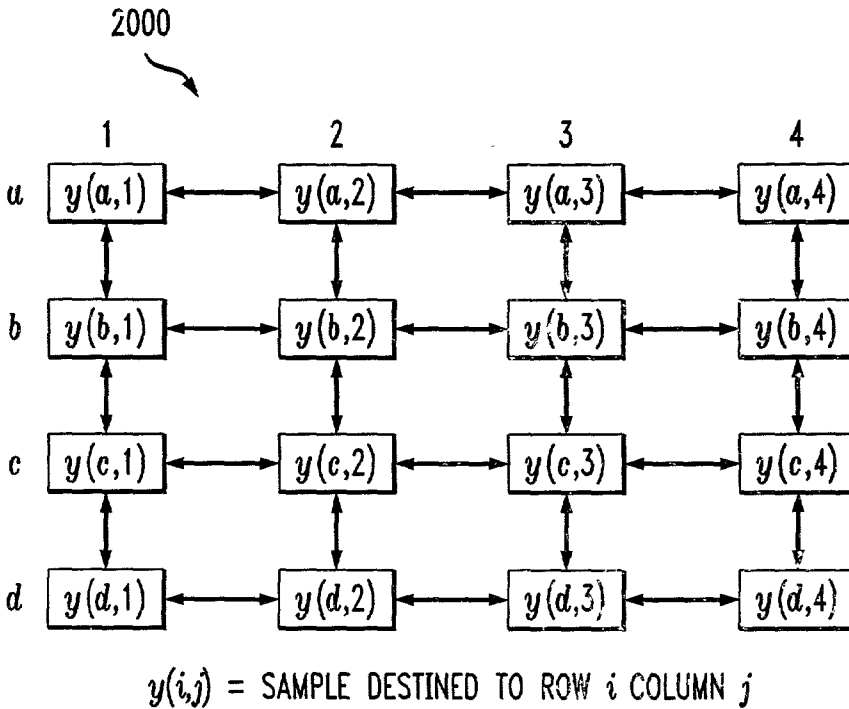 2000
1 2 3 4
a y(a,1) y(a,2) y(a,3) y(a,4)
b y(b,1) y(b,2) y(b,3) y(b,4)
c y(c,1) y(c,2) y(c,3) y(c,4)
d y(d,1) y(d,2) y(d,3) y(d,4)
y(i,j) = SAMPLE DESTINED TO ROW i COLUMN j